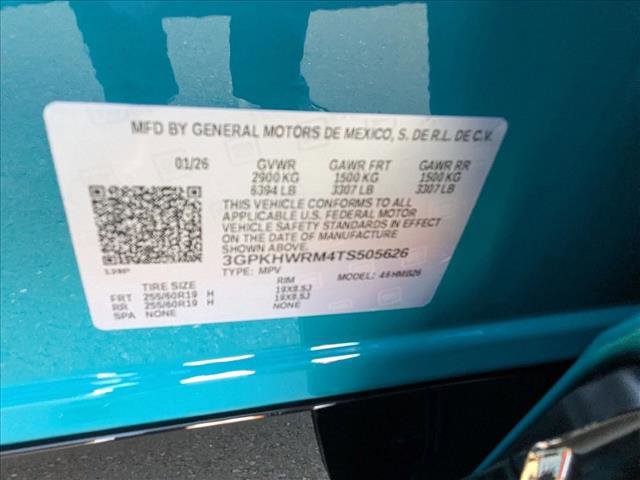 MFD BY GENERAL MOTORS DE MEXICO, S. DE R.L. DE C.V.
01/26 GVWR GAWR FRT GAWR RR
2900 KG 1500 KG 1500 KG
6394 LB 3307 LB 3307 LB
THIS VEHICLE CONFORMS TO ALL
APPLICABLE U.S. FEDERAL MOTOR
VEHICLE SAFETY STANDARDS IN EFFECT
ON THE DATE OF MANUFACTURE
SHOWN ABOVE.
3GPKHWRM4TS505626
TYPE: MPV MODEL:
TIRE SIZE RIM
FRT 255/60R19 H 19X8.5J
RR 255/60R19 H 19X8.5J
SPA NONE NONE